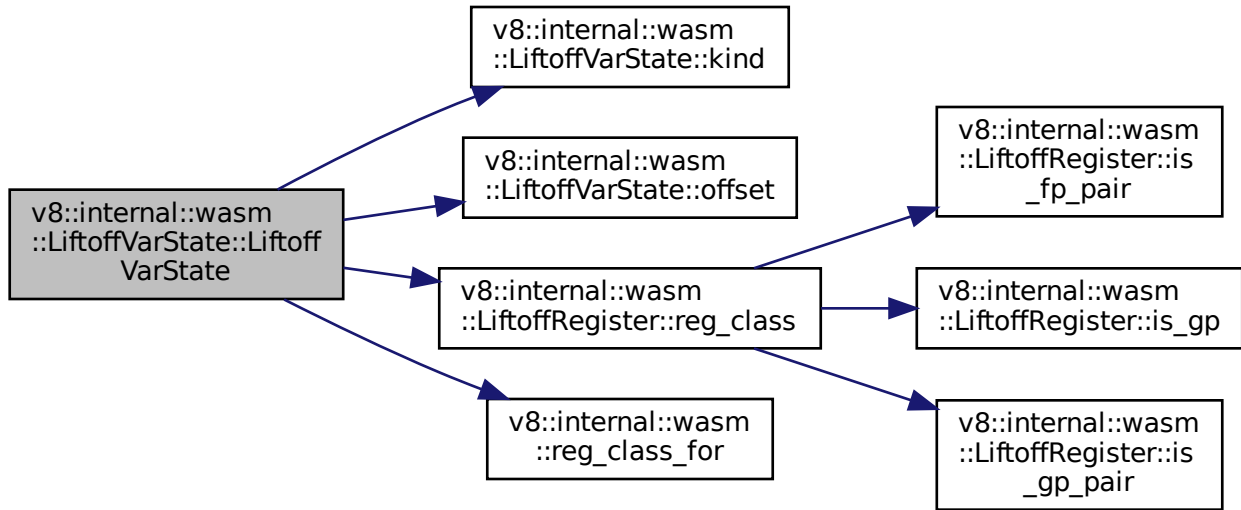 v8::internal::wasm
::LiftoffVarState::Liftoff
VarState
v8::internal::wasm
::LiftoffVarState::kind
v8::internal::wasm
::LiftoffVarState::offset
v8::internal::wasm
::LiftoffRegister::reg_class
v8::internal::wasm
::reg_class_for
v8::internal::wasm
::LiftoffRegister::is
_fp_pair
v8::internal::wasm
::LiftoffRegister::is_gp
v8::internal::wasm
::LiftoffRegister::is
_gp_pair